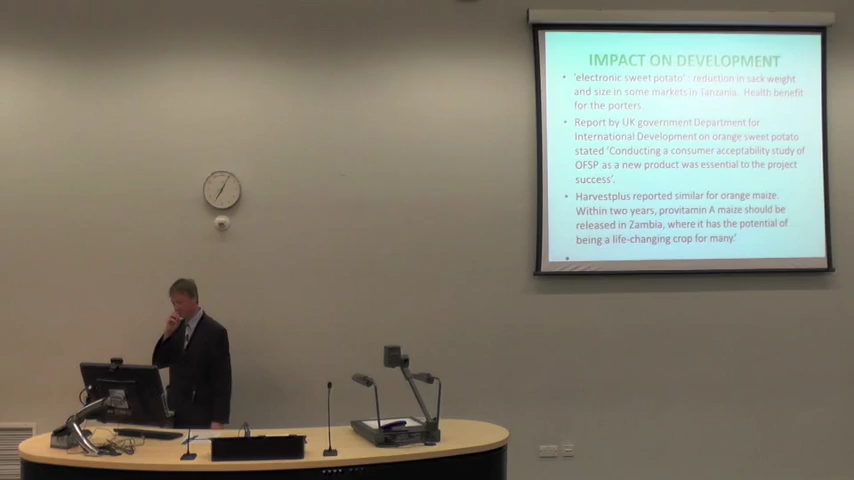 IMPACT ON DEVELOPMENT
• 'electronic sweet potato' : reduction in sack weight
and size in some markets in Tanzania. Health benefit
for the porters.
• Report by UK government Department for
International Development on orange sweet potato
stated 'Conducting a consumer acceptability study of
OFSP as a new product was essential to the project
success'.
• Harvestplus reported similar for orange maize.
Within two years, provitamin A maize should be
released in Zambia, where it has the potential of
being a life-changing crop for many.'
•